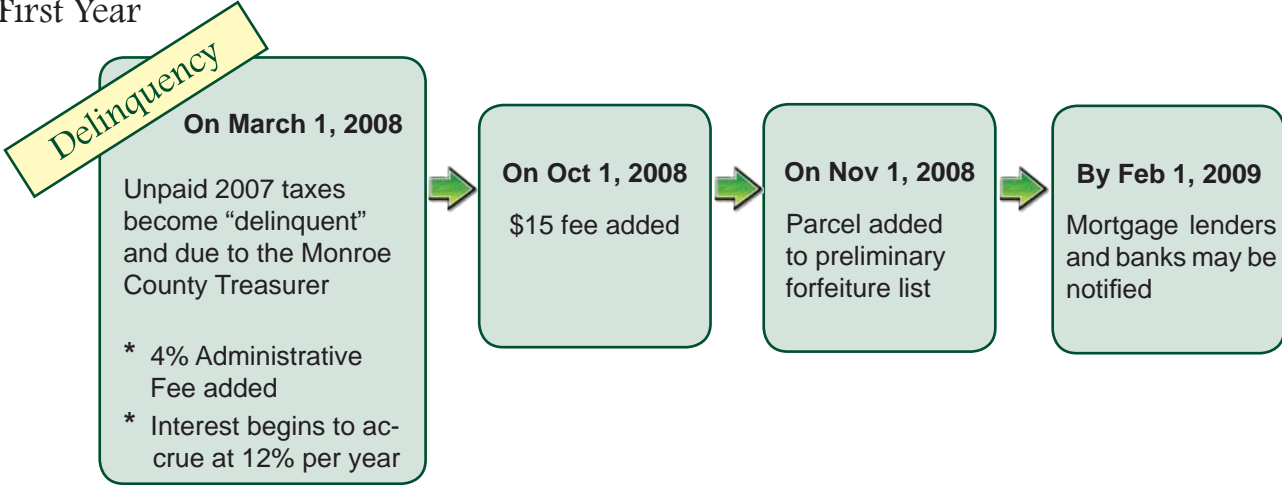 First Year
Delinquency
On March 1, 2008
Unpaid 2007 taxes
become “delinquent”
and due to the Monroe
County Treasurer
* 4% Administrative
Fee added
* Interest begins to ac-
crue at 12% per year
On Oct 1, 2008
$15 fee added
On Nov 1, 2008
Parcel added
to preliminary
forfeiture list
By Feb 1, 2009
Mortgage lenders
and banks may be
notified